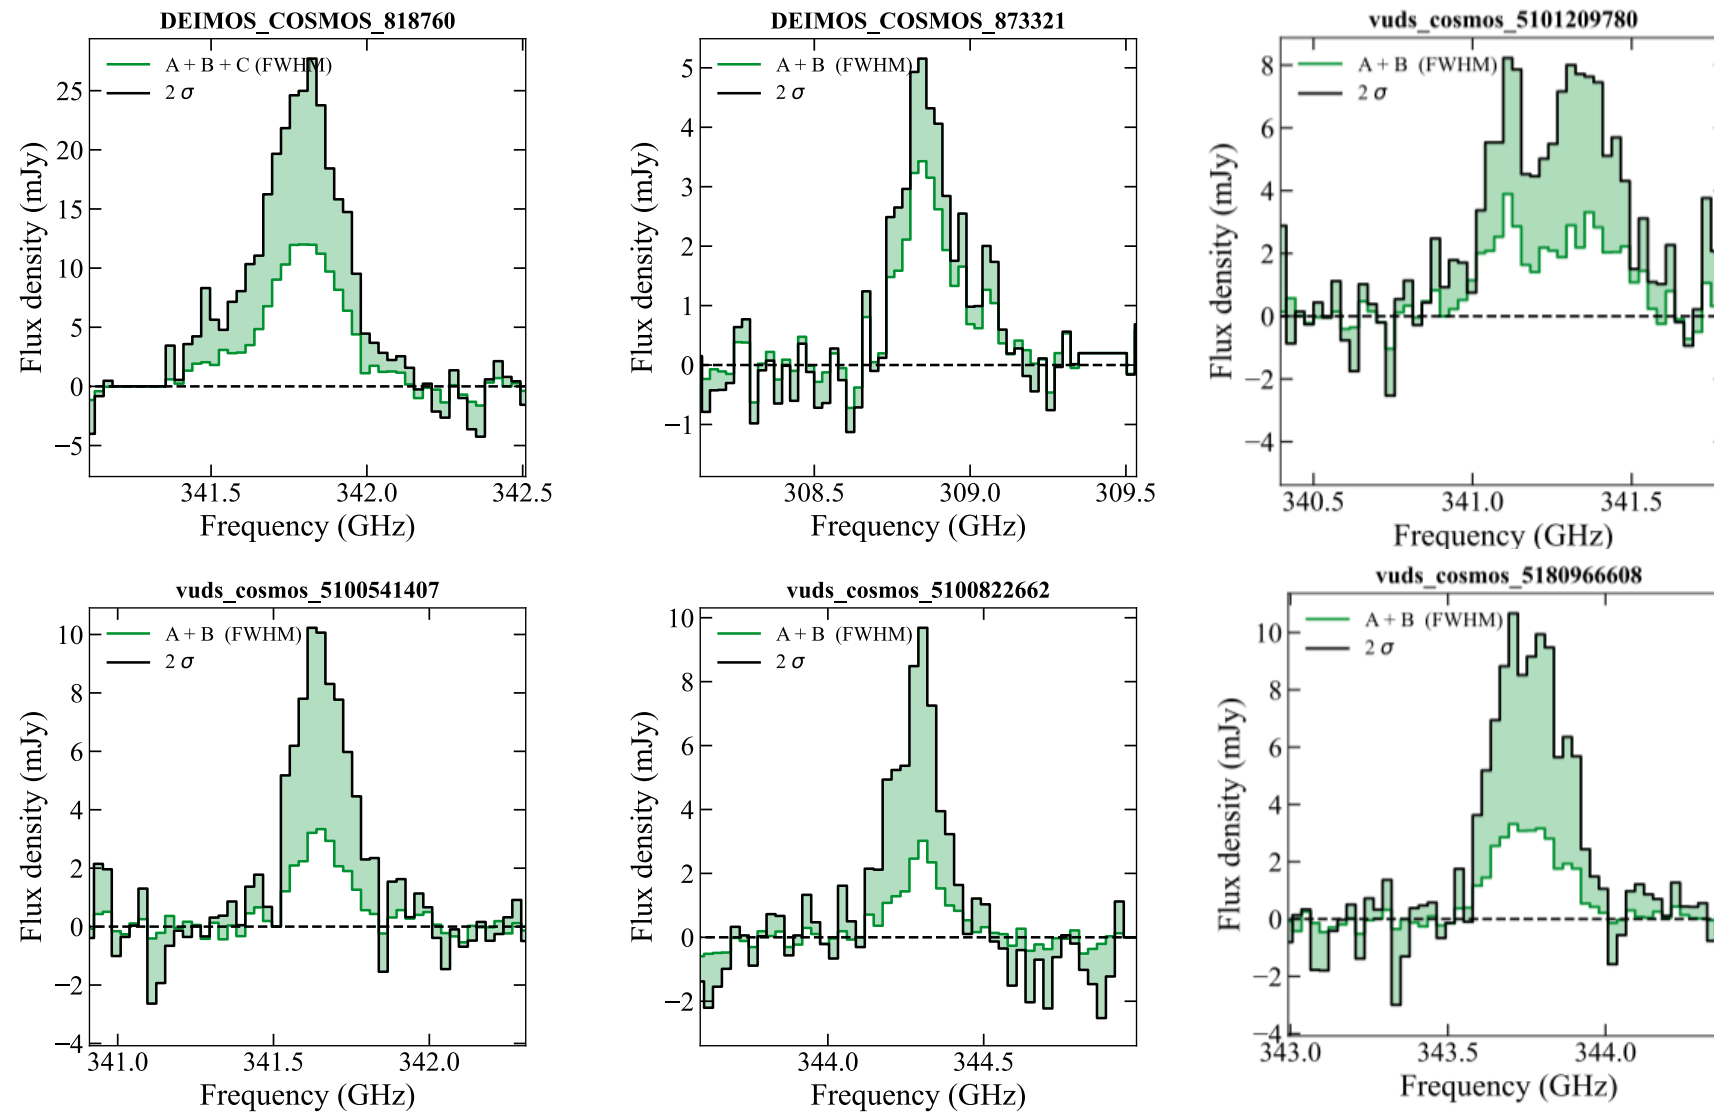 DEIMOS_COSMOS_818760
A + B + C (FWHM)
2 σ
25
20
15
10
5
0
−5
Flux density (mJy)
341.5
342.0
342.5
Frequency (GHz)
DEIMOS_COSMOS_873321
A + B (FWHM)
2 σ
5
4
3
2
1
0
−1
Flux density (mJy)
308.5
309.0
309.5
Frequency (GHz)
vuds_cosmos_5101209780
A + B (FWHM)
2 σ
8
6
4
2
0
−2
−4
Flux density (mJy)
340.5
341.0
341.5
Frequency (GHz)
vuds_cosmos_5100541407
A + B (FWHM)
2 σ
10
8
6
4
2
0
−2
−4
Flux density (mJy)
341.0
341.5
342.0
Frequency (GHz)
vuds_cosmos_5100822662
A + B (FWHM)
2 σ
10
8
6
4
2
0
−2
Flux density (mJy)
344.0
344.5
Frequency (GHz)
vuds_cosmos_5180966608
A + B (FWHM)
2 σ
10
8
6
4
2
0
−2
−4
Flux density (mJy)
343.0
343.5
344.0
Frequency (GHz)